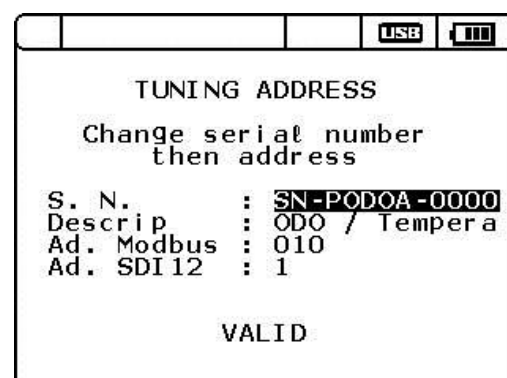 USB
TUNING ADDRESS
Change serial number
then address
S. N. : SN-PODOA-0000
Descrip : ODO / Tempera
Ad. Modbus : 010
Ad. SDI12 : 1
VALID